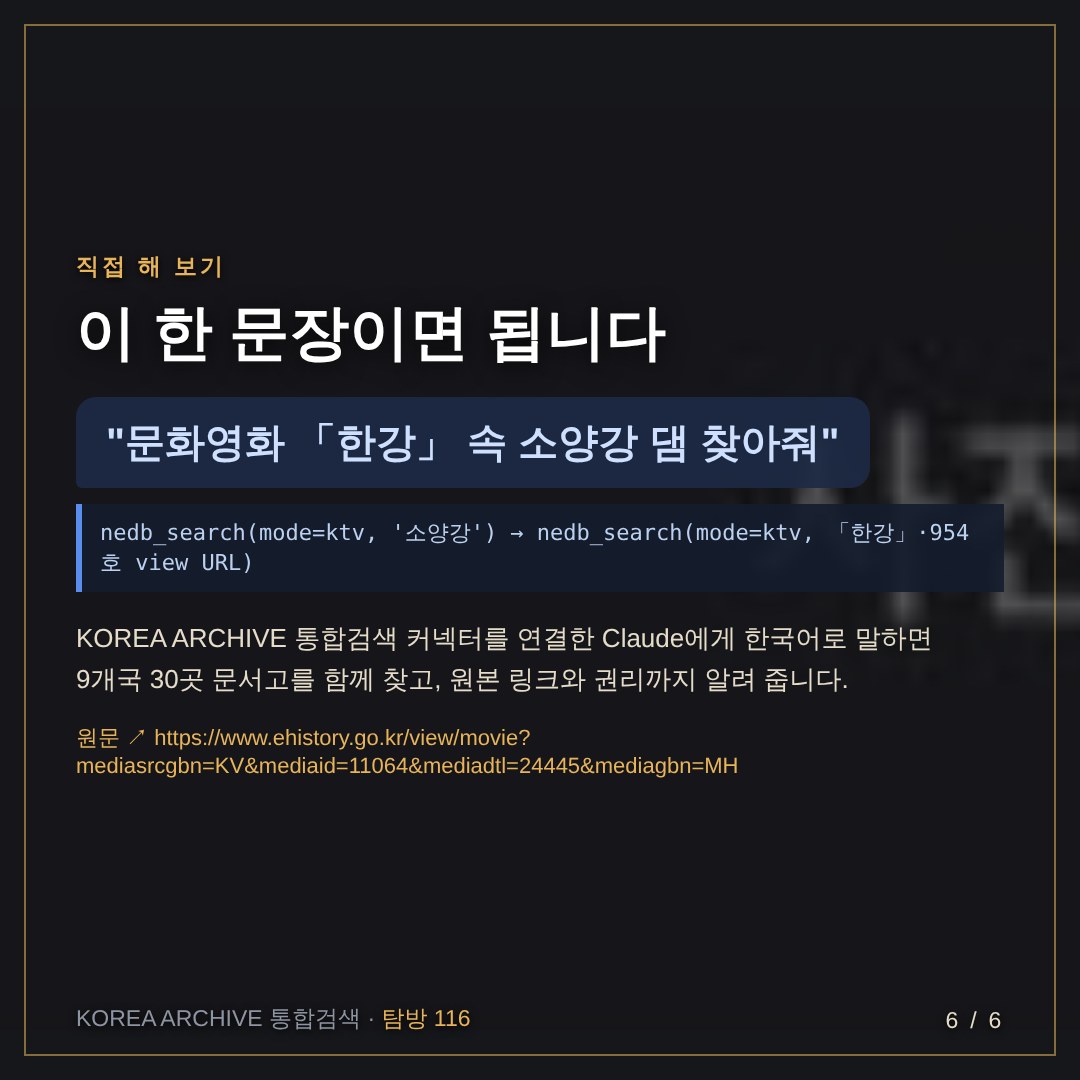 직접 해 보기
이 한 문장이면 됩니다
"문화영화 「한강」 속 소양강 댐 찾아줘"
nedb_search(mode=ktv, '소양강') → nedb_search(mode=ktv, 「한강」·954
호 view URL)
KOREA ARCHIVE 통합검색 커넥터를 연결한 Claude에게 한국어로 말하면
9개국 30곳 문서고를 함께 찾고, 원본 링크와 권리까지 알려 줍니다.
원문 ↗ https://www.ehistory.go.kr/view/movie?
mediasrcgbn=KV&mediaid=11064&mediadtl=24445&mediagbn=MH
KOREA ARCHIVE 통합검색 · 탐방 116
6 / 6